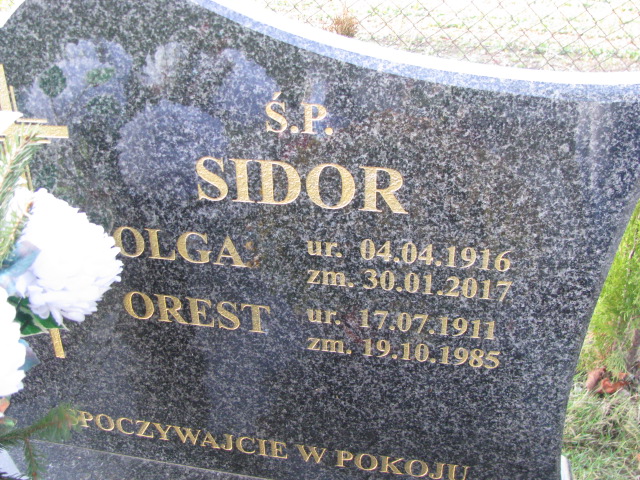 Ś.P.
SIDOR
OLGA ur. 04.04.1916
zm. 30.01.2017
OREST ur. 17.07.1911
zm. 19.10.1985
SPOCZYWAJCIE W POKOJU